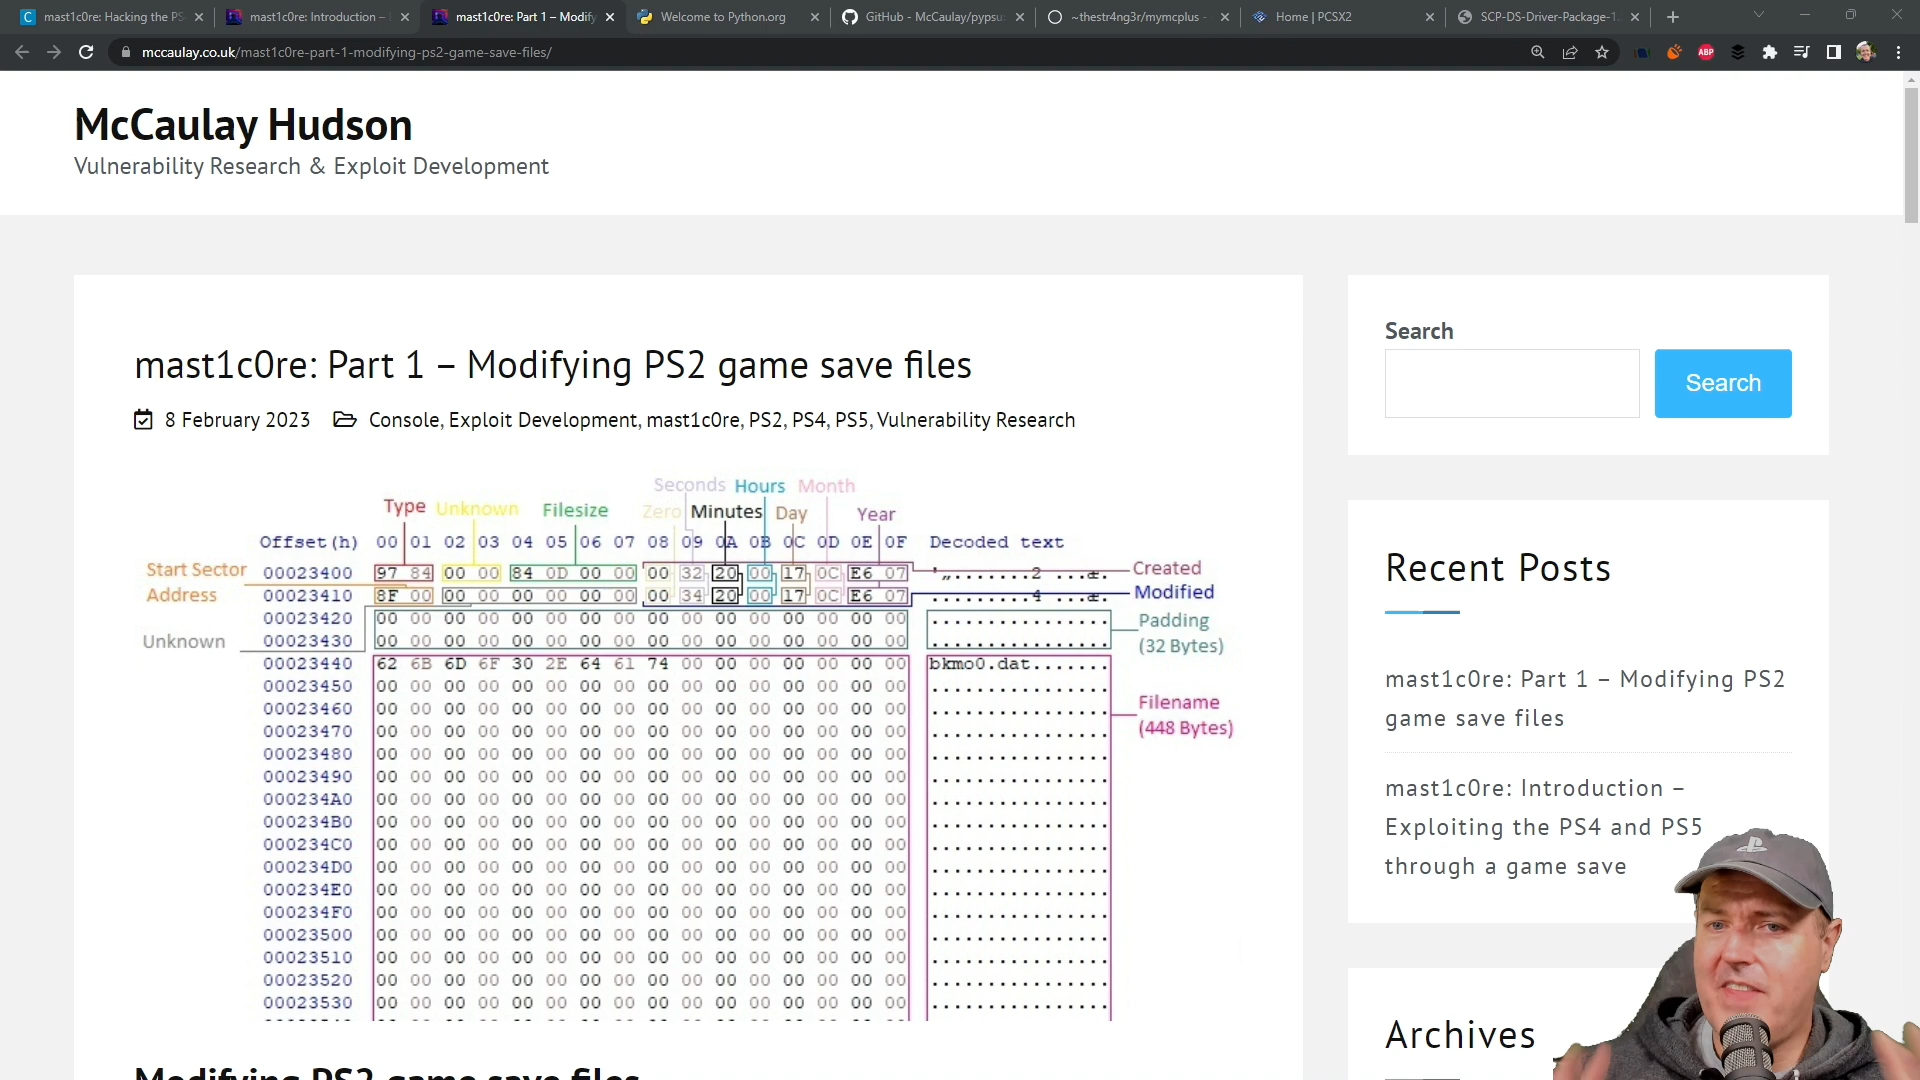 mast1c0re: Hacking the PS
mast1c0re: Introduction –
mast1c0re: Part 1 – Modify
Welcome to Python.org
GitHub - McCaulay/pypsu
~thestr4ng3r/mymcplus -
Home | PCSX2
SCP-DS-Driver-Package-1.
mccaulay.co.uk/mast1c0re-part-1-modifying-ps2-game-save-files/
ABP
McCaulay Hudson
Vulnerability Research & Exploit Development
mast1c0re: Part 1 – Modifying PS2 game save files
8 February 2023 Console, Exploit Development, mast1c0re, PS2, PS4, PS5, Vulnerability Research
Seconds Hours Month
Type Unknown Filesize Zero Minutes Day Year
Offset(h) 00 01 02 03 04 05 06 07 08 09 0A 0B 0C 0D 0E 0F Decoded text
Start Sector Address
00023400 97 84 00 00 84 0D 00 00 00 32 20 00 17 0C E6 07 '„.......2 ...æ. Created
00023410 8F 00 00 00 00 00 00 00 00 34 20 00 17 0C E6 07 .........4 ...æ. Modified
00023420 00 00 00 00 00 00 00 00 00 00 00 00 00 00 00 00 ................ Padding
Unknown 00023430 00 00 00 00 00 00 00 00 00 00 00 00 00 00 00 00 ................ (32 Bytes)
00023440 62 6B 6D 6F 30 2E 64 61 74 00 00 00 00 00 00 00 bkmo0.dat.......
00023450 00 00 00 00 00 00 00 00 00 00 00 00 00 00 00 00 ................
00023460 00 00 00 00 00 00 00 00 00 00 00 00 00 00 00 00 ................ Filename
00023470 00 00 00 00 00 00 00 00 00 00 00 00 00 00 00 00 ................ (448 Bytes)
00023480 00 00 00 00 00 00 00 00 00 00 00 00 00 00 00 00 ................
00023490 00 00 00 00 00 00 00 00 00 00 00 00 00 00 00 00 ................
000234A0 00 00 00 00 00 00 00 00 00 00 00 00 00 00 00 00 ................
000234B0 00 00 00 00 00 00 00 00 00 00 00 00 00 00 00 00 ................
000234C0 00 00 00 00 00 00 00 00 00 00 00 00 00 00 00 00 ................
000234D0 00 00 00 00 00 00 00 00 00 00 00 00 00 00 00 00 ................
000234E0 00 00 00 00 00 00 00 00 00 00 00 00 00 00 00 00 ................
000234F0 00 00 00 00 00 00 00 00 00 00 00 00 00 00 00 00 ................
00023500 00 00 00 00 00 00 00 00 00 00 00 00 00 00 00 00 ................
00023510 00 00 00 00 00 00 00 00 00 00 00 00 00 00 00 00 ................
00023520 00 00 00 00 00 00 00 00 00 00 00 00 00 00 00 00 ................
00023530 00 00 00 00 00 00 00 00 00 00 00 00 00 00 00 00 ................
Modifying PS2 game save files
Search
Search
Recent Posts
mast1c0re: Part 1 – Modifying PS2
game save files
mast1c0re: Introduction –
Exploiting the PS4 and PS5
through a game save
Archives